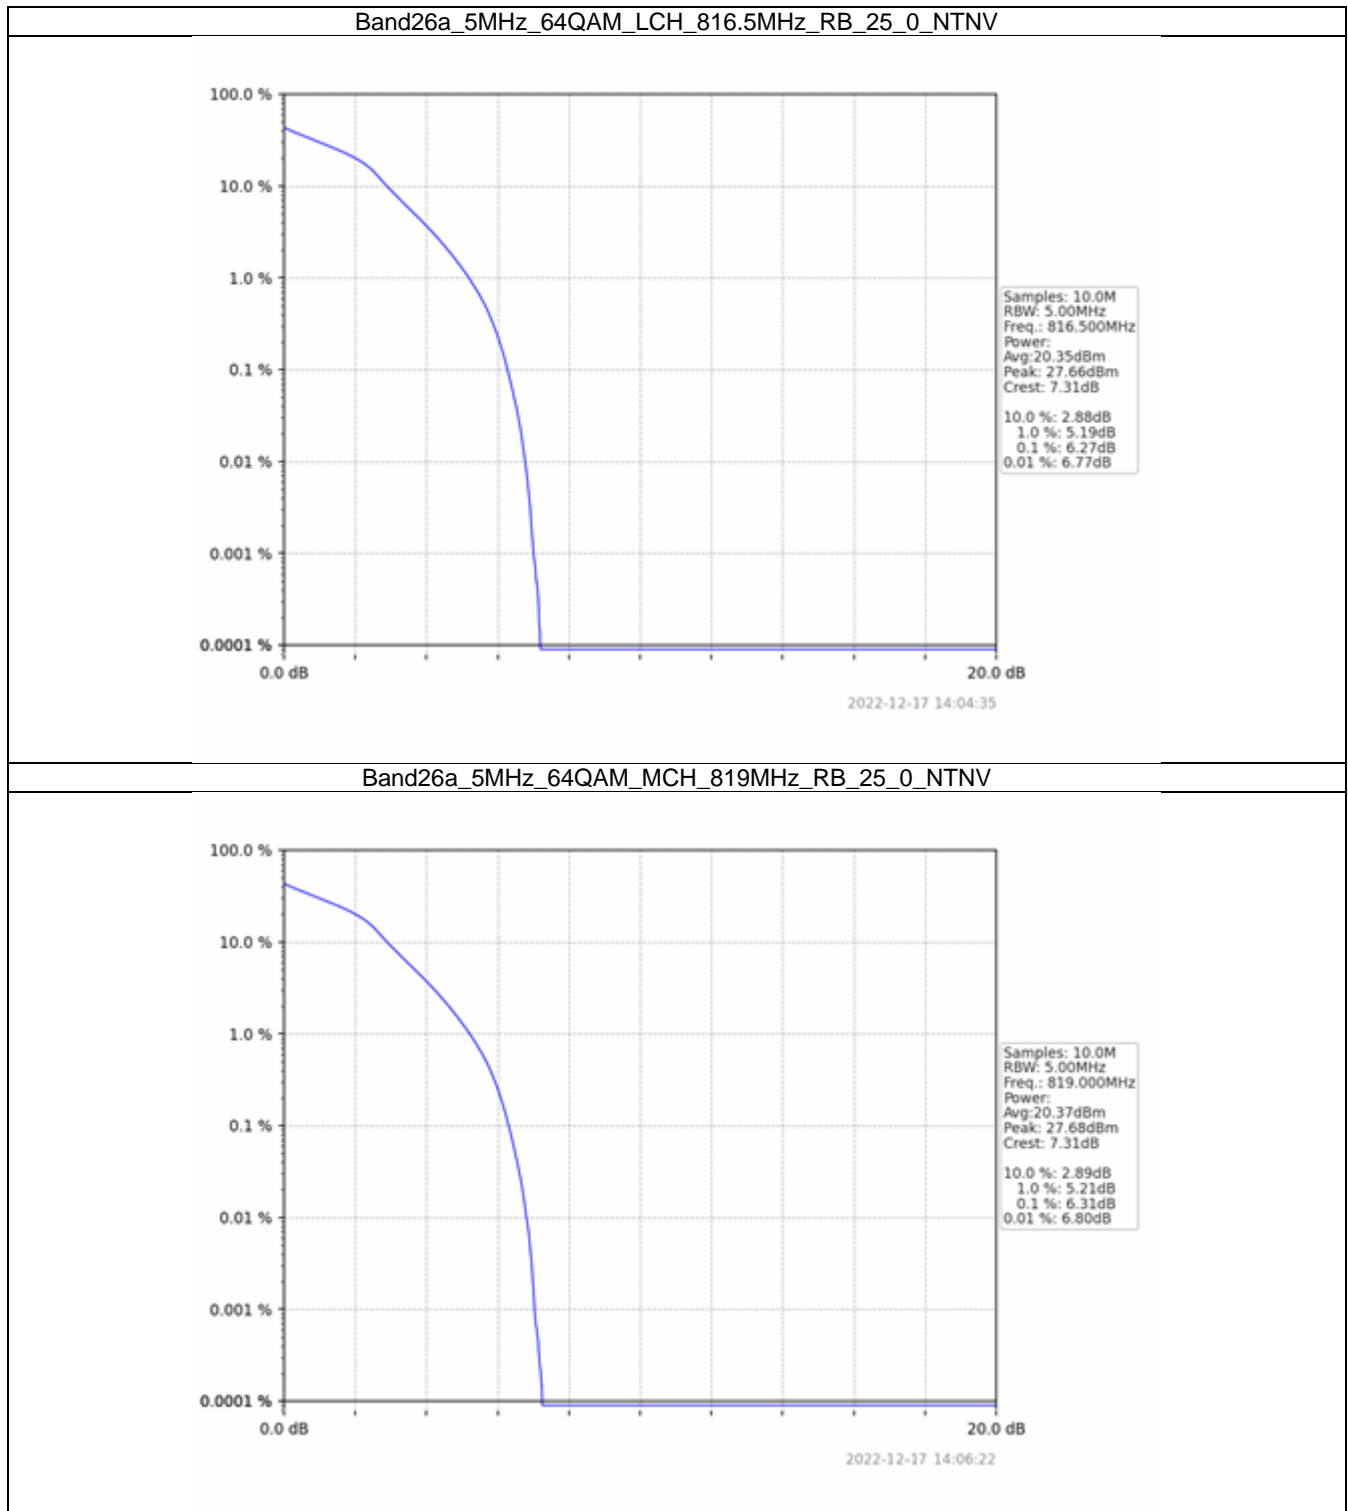 Band26a_5MHz_64QAM_LCH_816.5MHz_RB_25_0_NTNV
100.0 %
10.0 %
1.0 %
0.1 %
0.01 %
0.001 %
0.0001 %
0.0 dB
20.0 dB
Samples: 10.0M
RBW: 5.00MHz
Freq.: 816.500MHz
Power:
Avg:20.35dBm
Peak: 27.66dBm
Crest: 7.31dB
10.0 %: 2.88dB
1.0 %: 5.19dB
0.1 %: 6.27dB
0.01 %: 6.77dB
2022-12-17 14:04:35
Band26a_5MHz_64QAM_MCH_819MHz_RB_25_0_NTNV
100.0 %
10.0 %
1.0 %
0.1 %
0.01 %
0.001 %
0.0001 %
0.0 dB
20.0 dB
Samples: 10.0M
RBW: 5.00MHz
Freq.: 819.000MHz
Power:
Avg:20.37dBm
Peak: 27.68dBm
Crest: 7.31dB
10.0 %: 2.89dB
1.0 %: 5.21dB
0.1 %: 6.31dB
0.01 %: 6.80dB
2022-12-17 14:06:22